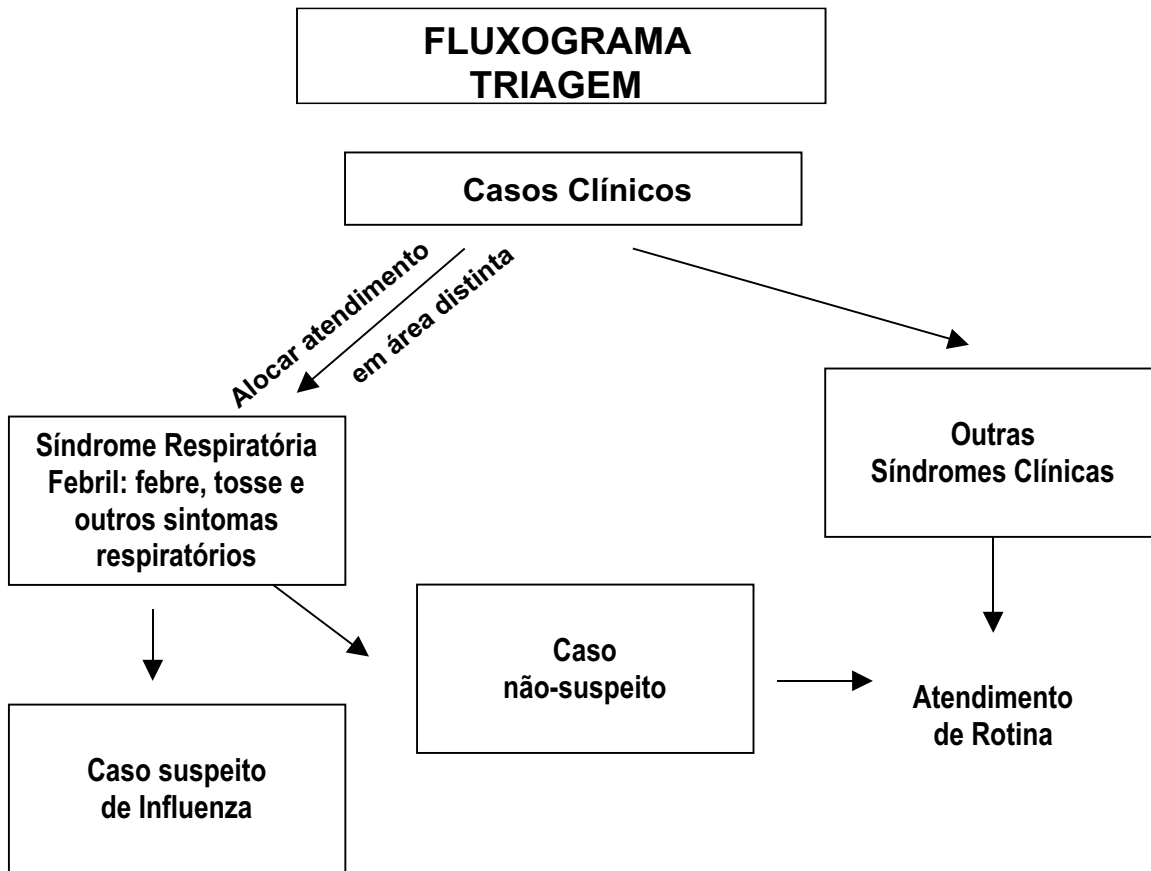 FLUXOGRAMA
TRIAGEM
Casos Clínicos
Alocar atendimento
em área distinta
Síndrome Respiratória
Febril: febre, tosse e
outros sintomas
respiratórios
Outras
Síndromes Clínicas
Caso
não-suspeito
Atendimento
de Rotina
Caso suspeito
de Influenza